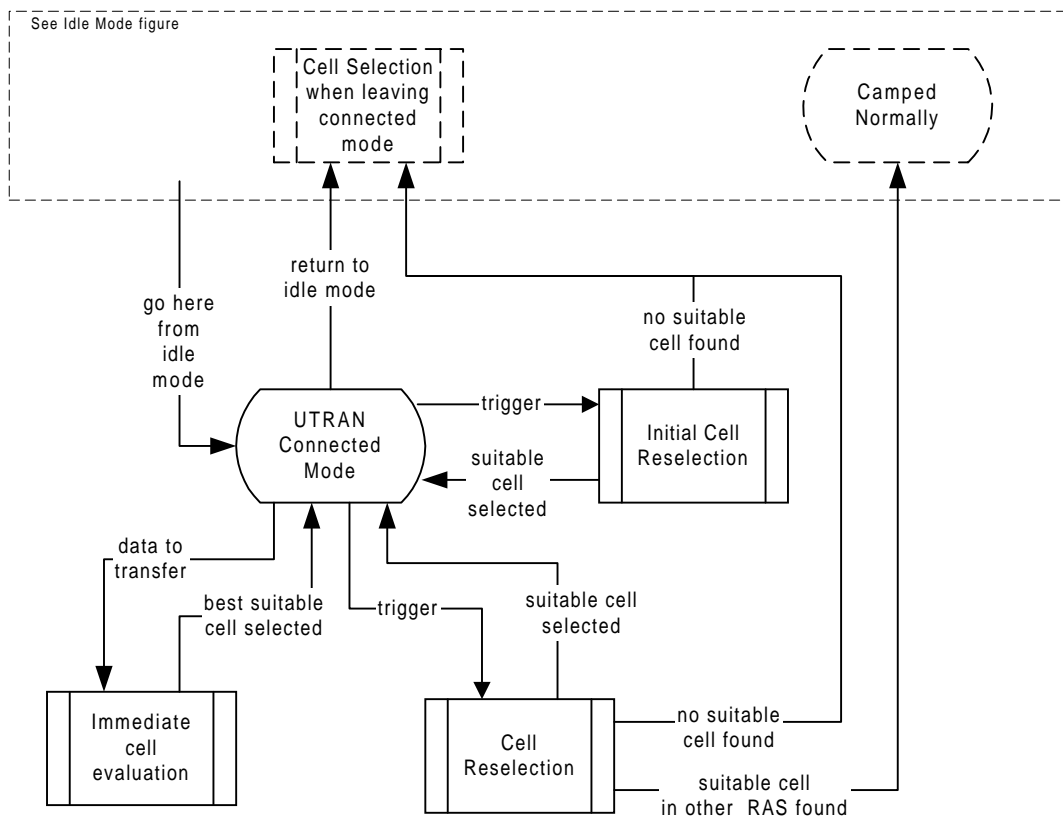 See Idle Mode figure
Cell Selection
when leaving
connected
mode
Camped
Normally
return to
idle mode
go here
from
idle
mode
no suitable
cell found
trigger
UTRAN
Connected
Mode
Initial Cell
Reselection
suitable
cell
selected
data to
transfer
best suitable
cell selected
trigger
suitable cell
selected
Immediate
cell
evaluation
Cell
Reselection
no suitable
cell found
suitable cell
in other RAS found